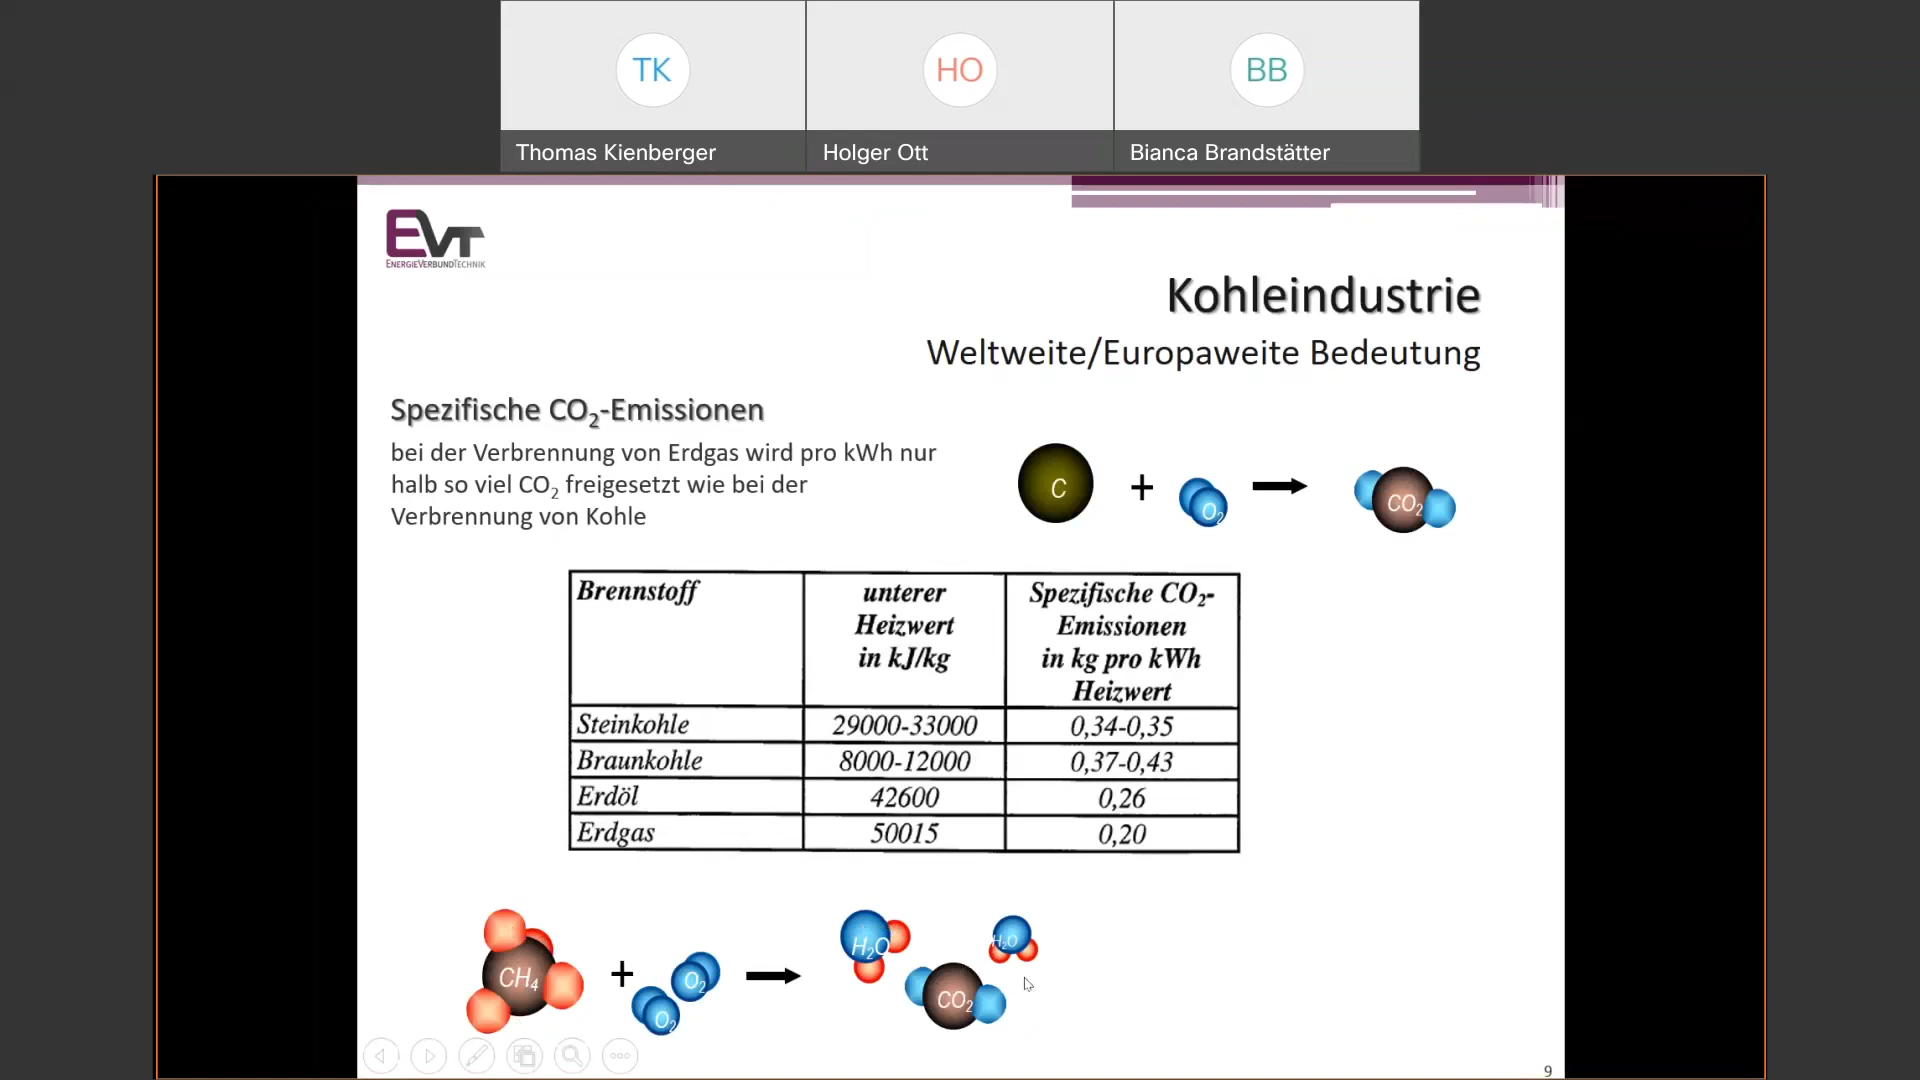 TK
HO
BB
Thomas Kienberger
Holger Ott
Bianca Brandstätter
EVT
ENERGIEVERBUNDTECHNIK
Kohleindustrie
Weltweite/Europaweite Bedeutung
Spezifische CO₂-Emissionen
bei der Verbrennung von Erdgas wird pro kWh nur
halb so viel CO₂ freigesetzt wie bei der
Verbrennung von Kohle
C + O₂ → CO₂
Brennstoff
unterer
Heizwert
in kJ/kg
Spezifische CO₂-
Emissionen
in kg pro kWh
Heizwert
Steinkohle 29000-33000 0,34-0,35
Braunkohle 8000-12000 0,37-0,43
Erdöl 42600 0,26
Erdgas 50015 0,20
CH₄ + O₂ O₂ → H₂O CO₂ H₂O
9